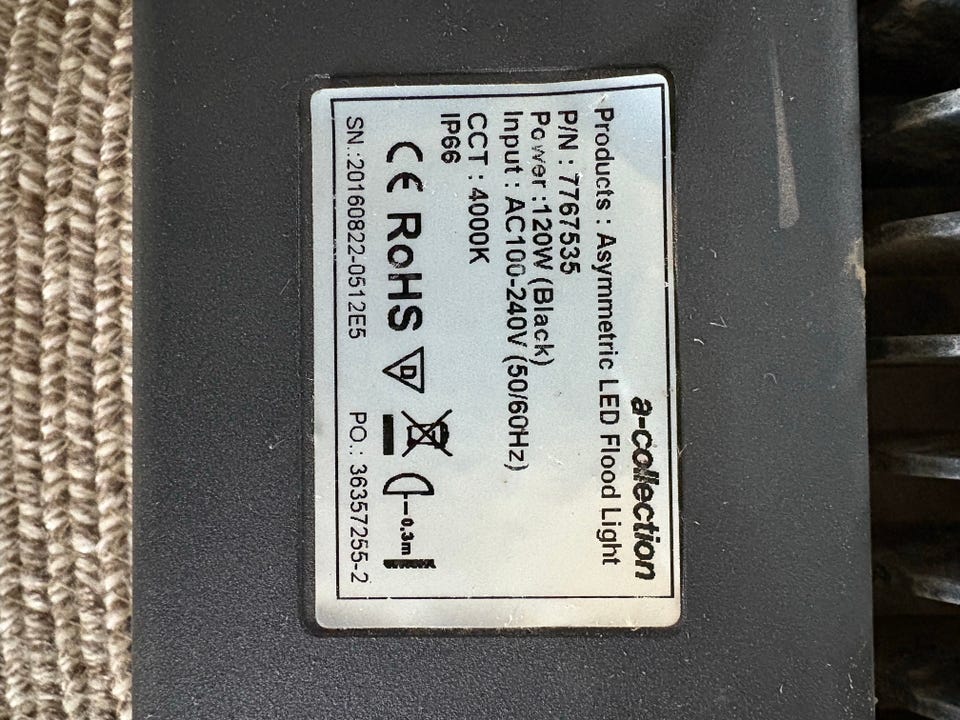 a-collection
Products : Asymmetric LED Flood Light
P/N : 7767535
Power :120W (Black)
Input : AC100-240V (50/60Hz)
CCT : 4000K
IP66
CE RoHS D 0.3m
SN.:20160822-0512E5 PO.: 36357255-2